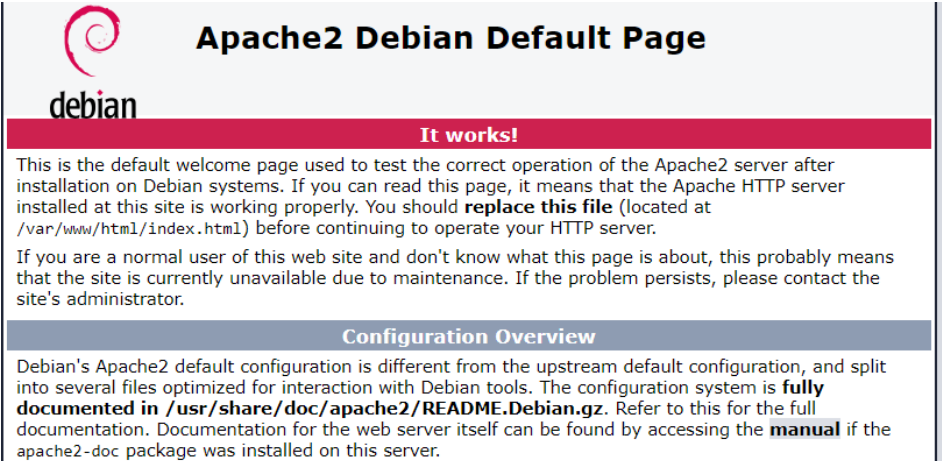 Apache2 Debian Default Page
debian
It works!
This is the default welcome page used to test the correct operation of the Apache2 server after
installation on Debian systems. If you can read this page, it means that the Apache HTTP server
installed at this site is working properly. You should replace this file (located at
/var/www/html/index.html) before continuing to operate your HTTP server.
If you are a normal user of this web site and don't know what this page is about, this probably means
that the site is currently unavailable due to maintenance. If the problem persists, please contact the
site's administrator.
Configuration Overview
Debian's Apache2 default configuration is different from the upstream default configuration, and split
into several files optimized for interaction with Debian tools. The configuration system is fully
documented in /usr/share/doc/apache2/README.Debian.gz. Refer to this for the full
documentation. Documentation for the web server itself can be found by accessing the manual if the
apache2-doc package was installed on this server.